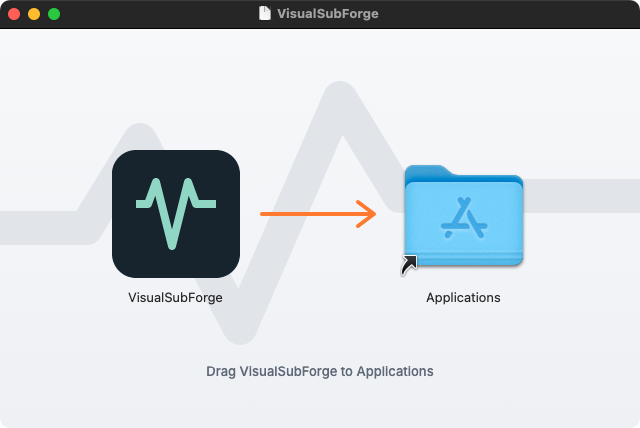 VisualSubForge
VisualSubForge
Applications
Drag VisualSubForge to Applications